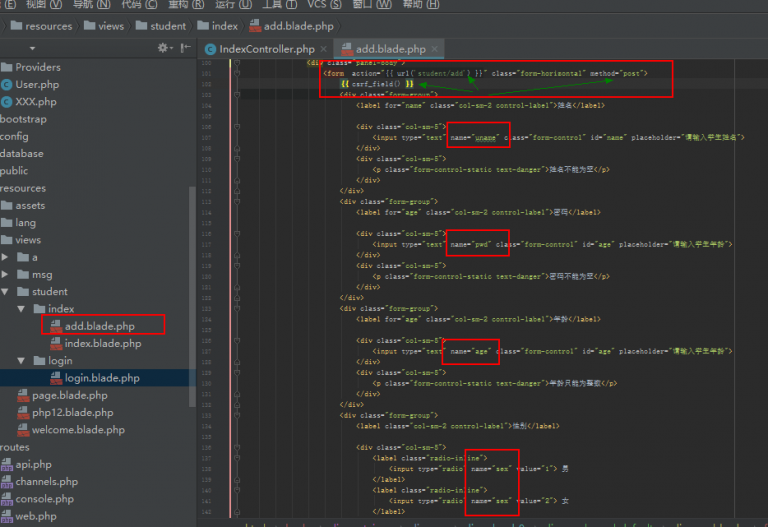 视图(V) 导航(N) 代码(C) 重构(R) 运行(U) 工具(T) VCS(S) 窗口(W) 帮助(H)
resources views student index add.blade.php
IndexController.php × add.blade.php ×
Providers
User.php
XXX.php
bootstrap
config
database
public
resources
assets
lang
views
a
msg
student
index
add.blade.php
index.blade.php
login
login.blade.php
page.blade.php
php12.blade.php
welcome.blade.php
routes
api.php
channels.php
console.php
web.php
<div class="panel-body">
<form action="{{ url('student/add') }}" class="form-horizontal" method="post">
{{ csrf_field() }}
<div class="form-group">
<label for="name" class="col-sm-2 control-label">姓名</label>
<div class="col-sm-5">
<input type="text" name="uname" class="form-control" id="name" placeholder="请输入学生姓名">
</div>
<div class="col-sm-5">
<p class="form-control-static text-danger">姓名不能为空</p>
</div>
</div>
<div class="form-group">
<label for="age" class="col-sm-2 control-label">密码</label>
<div class="col-sm-5">
<input type="text" name="pwd" class="form-control" id="age" placeholder="请输入学生年龄">
</div>
<div class="col-sm-5">
<p class="form-control-static text-danger">密码不能为空</p>
</div>
</div>
<div class="form-group">
<label for="age" class="col-sm-2 control-label">年龄</label>
<div class="col-sm-5">
<input type="text" name="age" class="form-control" id="age" placeholder="请输入学生年龄">
</div>
<div class="col-sm-5">
<p class="form-control-static text-danger">年龄只能为整数</p>
</div>
</div>
<div class="form-group">
<label class="col-sm-2 control-label">性别</label>
<div class="col-sm-5">
<label class="radio-inline">
<input type="radio" name="sex" value="1"> 男
</label>
<label class="radio-inline">
<input type="radio" name="sex" value="2"> 女
</label>